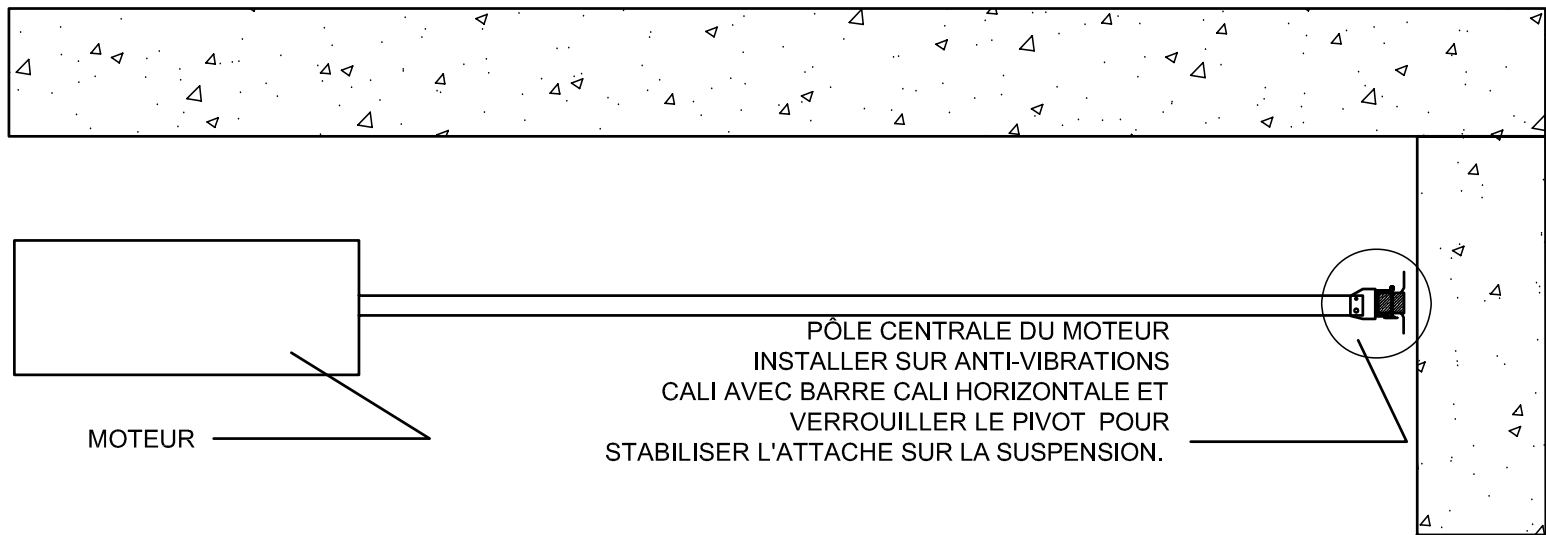 PÔLE CENTRALE DU MOTEUR
INSTALLER SUR ANTI-VIBRATIONS
CALI AVEC BARRE CALI HORIZONTALE ET
VERROUILLER LE PIVOT POUR
STABILISER L'ATTACHE SUR LA SUSPENSION.
MOTEUR